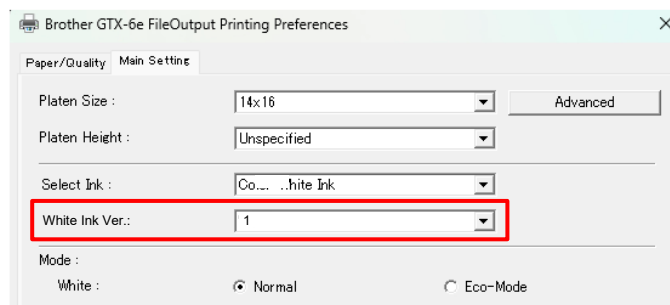 Brother GTX-6e FileOutput Printing Preferences
Paper/Quality Main Setting
Platen Size : 14x16 Advanced
Platen Height : Unspecified
Select Ink : Ink
White Ink Ver.: 1
Mode :
White : Normal Eco-Mode